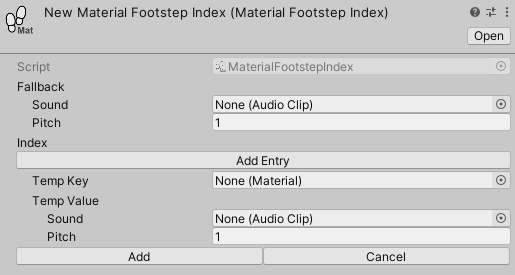 New Material Footstep Index (Material Footstep Index)
Mat
Open
Script MaterialFootstepIndex
Fallback
Sound None (Audio Clip)
Pitch 1
Index
Add Entry
Temp Key None (Material)
Temp Value
Sound None (Audio Clip)
Pitch 1
Add Cancel